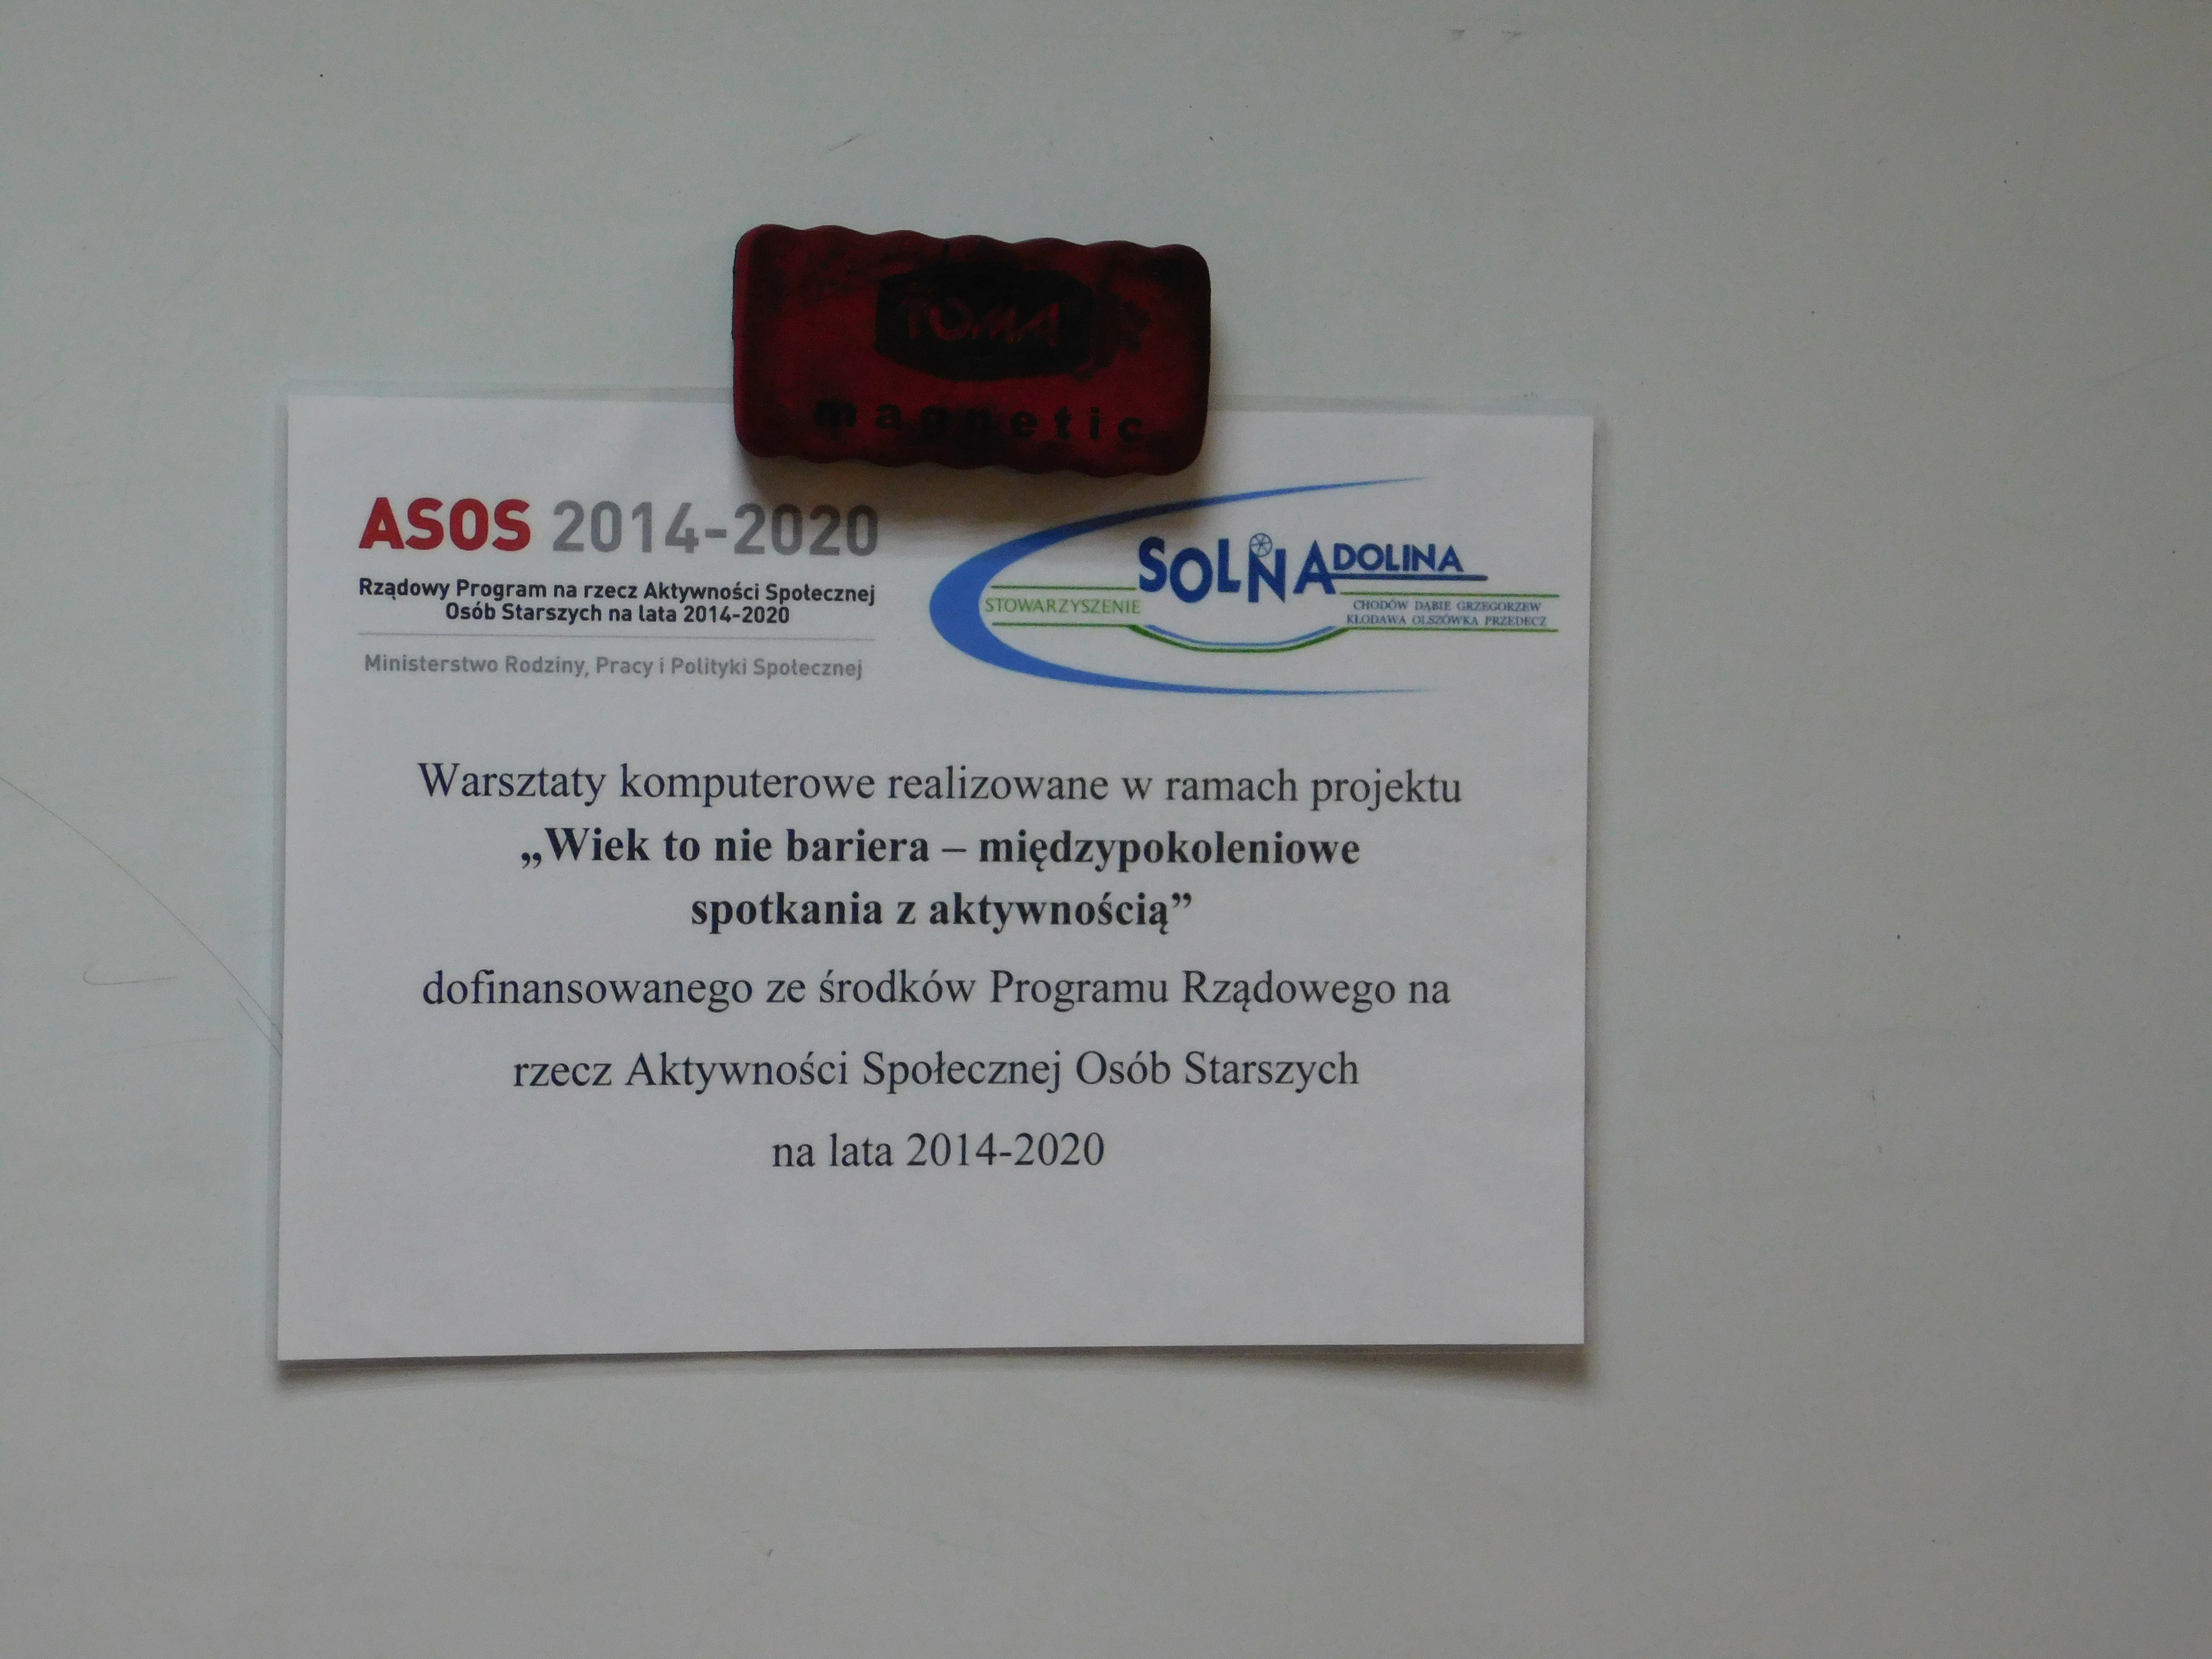 TOMA
magnetic
ASOS 2014-2020
Rządowy Program na rzecz Aktywności Społecznej
Osób Starszych na lata 2014-2020
Ministerstwo Rodziny, Pracy i Polityki Społecznej
SOLNA DOLINA
STOWARZYSZENIE
CHODÓW DĄBIE GRZEGORZEW
KŁODAWA OLSZÓWKA PRZEDECZ
Warsztaty komputerowe realizowane w ramach projektu
„Wiek to nie bariera – międzypokoleniowe
spotkania z aktywnością”
dofinansowanego ze środków Programu Rządowego na
rzecz Aktywności Społecznej Osób Starszych
na lata 2014-2020